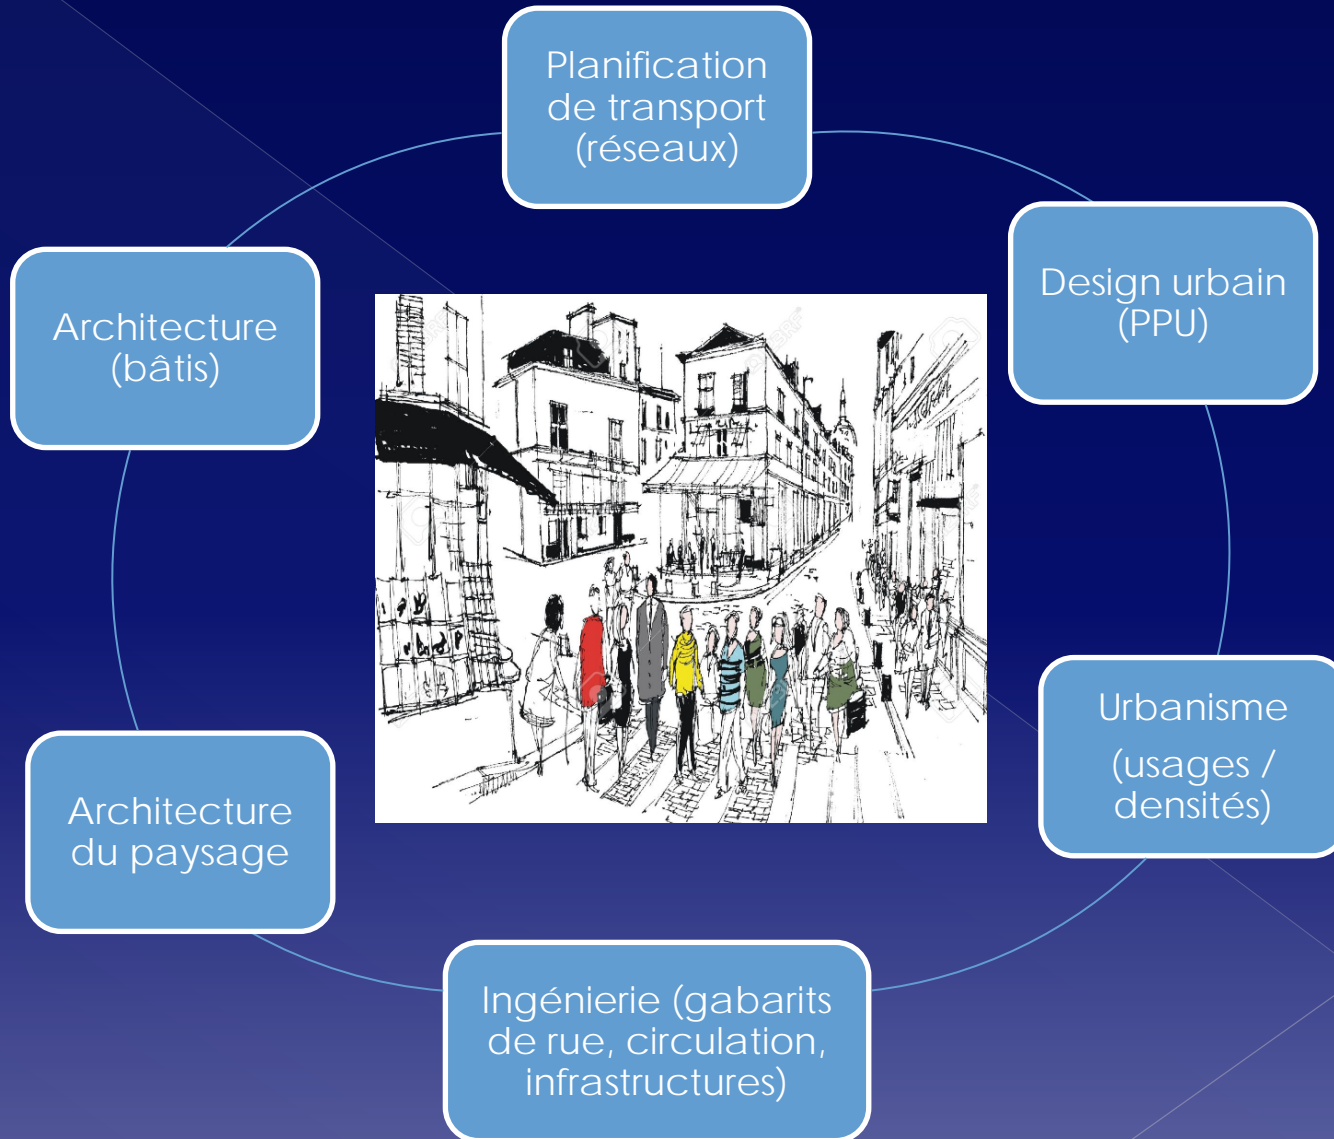 Planification
de transport
(réseaux)
Design urbain
(PPU)
Architecture
(bâtis)
Urbanisme
(usages /
densités)
Architecture
du paysage
Ingénierie (gabarits
de rue, circulation,
infrastructures)